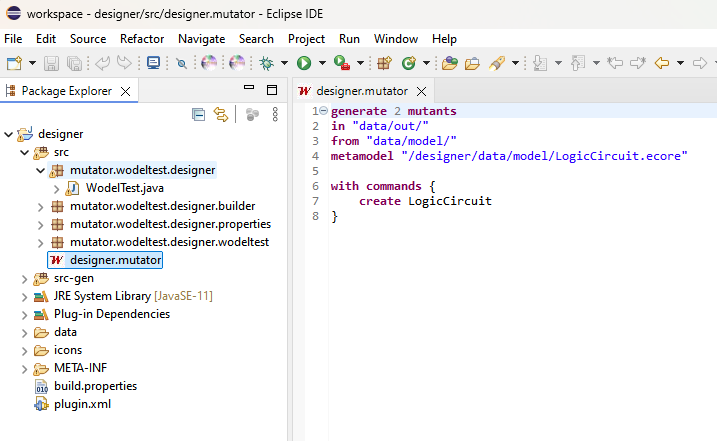 workspace - designer/src/designer.mutator - Eclipse IDE
File Edit Source Refactor Navigate Search Project Run Window Help
Package Explorer
designer
src
mutator.wodeltest.designer
WodelTest.java
mutator.wodeltest.designer.builder
mutator.wodeltest.designer.properties
mutator.wodeltest.designer.wodeltest
designer.mutator
src-gen
JRE System Library [JavaSE-11]
Plug-in Dependencies
data
icons
META-INF
build.properties
plugin.xml
designer.mutator
1 generate 2 mutants
2 in "data/out/"
3 from "data/model/"
4 metamodel "/designer/data/model/LogicCircuit.ecore"
5
6 with commands {
7 create LogicCircuit
8 }